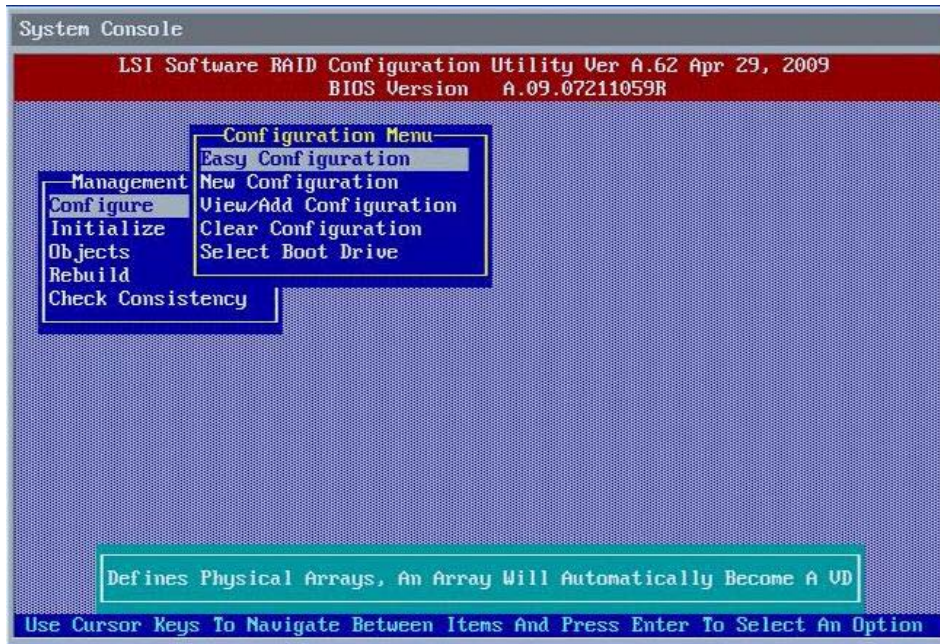 System Console
LSI Software RAID Configuration Utility Ver A.62 Apr 29, 2009
BIOS Version A.09.07211059R
Configuration Menu
Easy Configuration
New Configuration
View/Add Configuration
Clear Configuration
Select Boot Drive
Management
Configure
Initialize
Objects
Rebuild
Check Consistency
Defines Physical Arrays, An Array Will Automatically Become A VD
Use Cursor Keys To Navigate Between Items And Press Enter To Select An Option